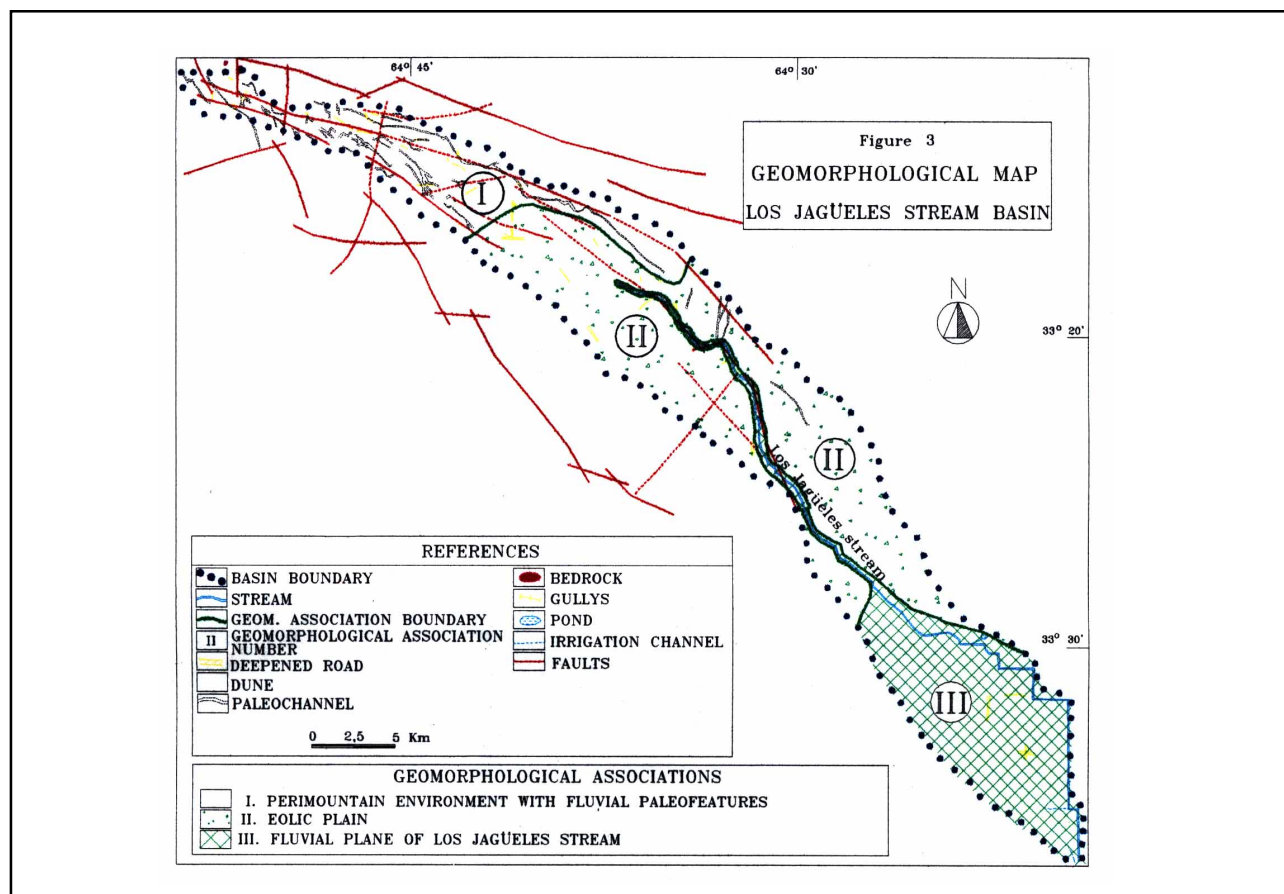 64° 45'
64° 30'
Figure 3
GEOMORPHOLOGICAL MAP
LOS JAGÜELES STREAM BASIN
I
N
33° 20'
II
II
Los Jagüeles stream
33° 30'
III
REFERENCES
BASIN BOUNDARY
STREAM
GEOM. ASSOCIATION BOUNDARY
II GEOMORPHOLOGICAL ASSOCIATION
NUMBER
DEEPENED ROAD
DUNE
PALEOCHANNEL
BEDROCK
GULLYS
POND
IRRIGATION CHANNEL
FAULTS
0 2,5 5 Km
GEOMORPHOLOGICAL ASSOCIATIONS
I. PERIMOUNTAIN ENVIRONMENT WITH FLUVIAL PALEOFEATURES
II. EOLIC PLAIN
III. FLUVIAL PLANE OF LOS JAGÜELES STREAM